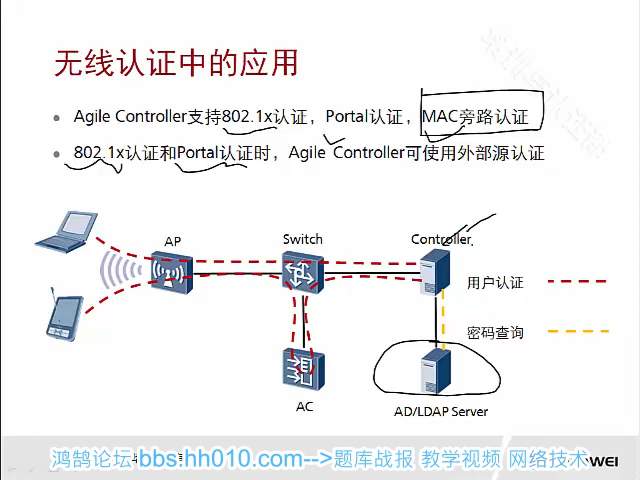 无线认证中的应用
Agile Controller支持802.1x认证，Portal认证，MAC旁路认证
802.1x认证和Portal认证时，Agile Controller可使用外部源认证
AP
Switch
Controller
用户认证
密码查询
AC
AD/LDAP Server
鸿鹄论坛bbs.hh010.com-->题库战报 教学视频 网络技术
WEI